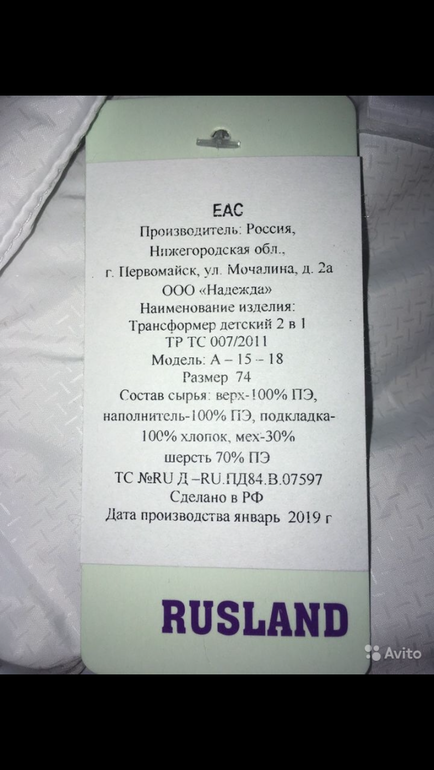 ЕАС
Производитель: Россия,
Нижегородская обл.,
г. Первомайск, ул. Мочалина, д. 2а
ООО «Надежда»
Наименование изделия:
Трансформер детский 2 в 1
ТР ТС 007/2011
Модель: А – 15 – 18
Размер 74
Состав сырья: верх-100% ПЭ,
наполнитель-100% ПЭ, подкладка-
100% хлопок, мех-30%
шерсть 70% ПЭ
ТС №RU Д –RU.ПД84.В.07597
Сделано в РФ
Дата производства январь 2019 г
RUSLAND
Avito